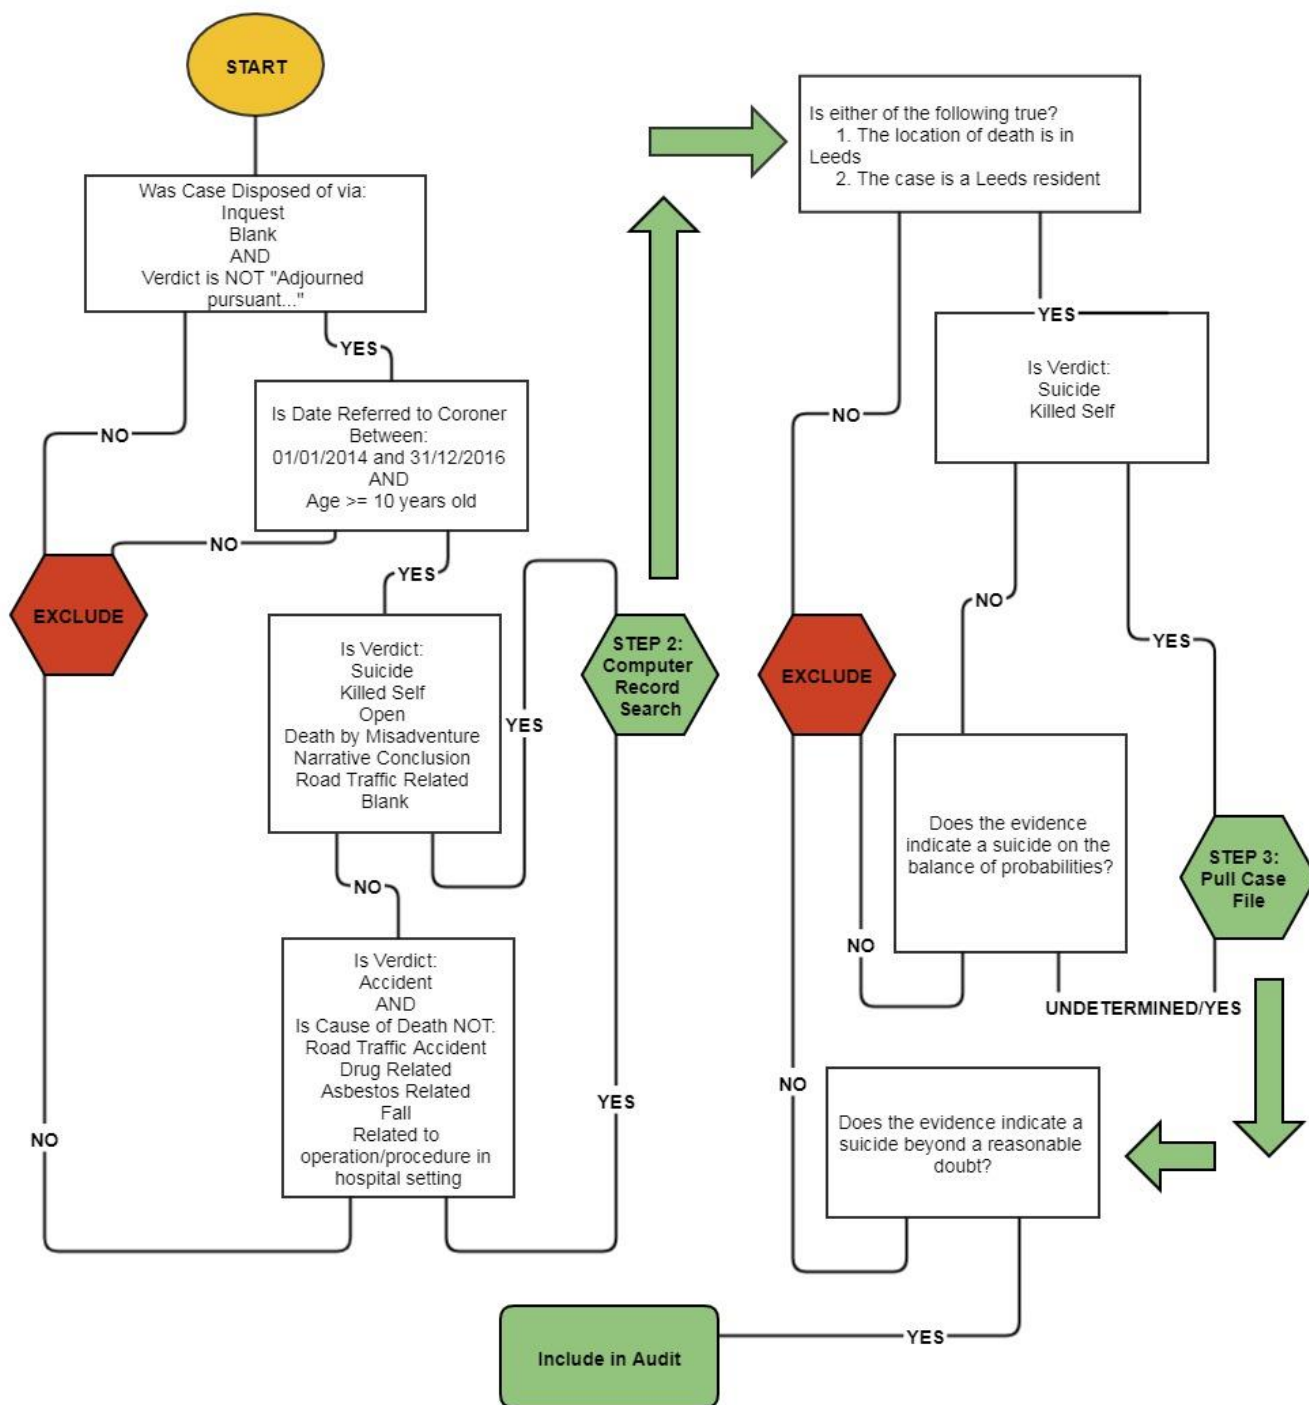 START
Was Case Disposed of via:
Inquest
Blank
AND
Verdict is NOT "Adjourned
pursuant..."
NO
YES
Is Date Referred to Coroner
Between:
01/01/2014 and 31/12/2016
AND
Age >= 10 years old
NO
YES
EXCLUDE
Is Verdict:
Suicide
Killed Self
Open
Death by Misadventure
Narrative Conclusion
Road Traffic Related
Blank
YES
NO
Is Verdict:
Accident
AND
Is Cause of Death NOT:
Road Traffic Accident
Drug Related
Asbestos Related
Fall
Related to
operation/procedure in
hospital setting
NO
YES
STEP 2:
Computer
Record
Search
Is either of the following true?
1. The location of death is in
Leeds
2. The case is a Leeds resident
NO
YES
Is Verdict:
Suicide
Killed Self
NO
YES
EXCLUDE
Does the evidence
indicate a suicide on the
balance of probabilities?
NO
UNDETERMINED/YES
STEP 3:
Pull Case
File
Does the evidence indicate a
suicide beyond a reasonable
doubt?
NO
YES
Include in Audit